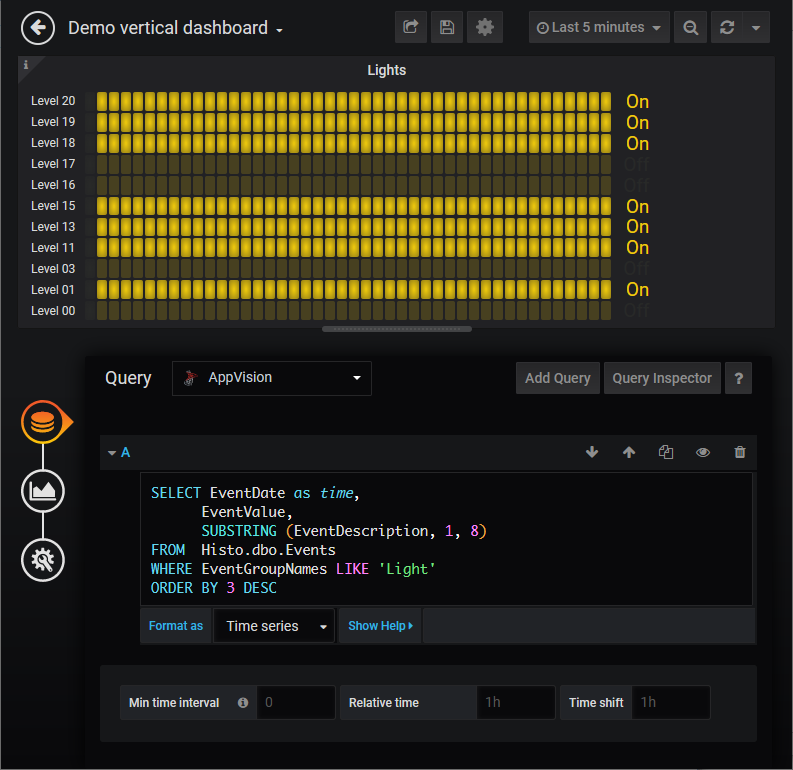 Demo vertical dashboard
Last 5 minutes
i
Lights
Level 20 On
Level 19 On
Level 18 On
Level 17 Off
Level 16 Off
Level 15 On
Level 13 On
Level 11 On
Level 03 Off
Level 01 On
Level 00 Off
Query AppVision Add Query Query Inspector ?
A
SELECT EventDate as time,
EventValue,
SUBSTRING (EventDescription, 1, 8)
FROM Histo.dbo.Events
WHERE EventGroupNames LIKE 'Light'
ORDER BY 3 DESC
Format as Time series Show Help
Min time interval 0 Relative time 1h Time shift 1h